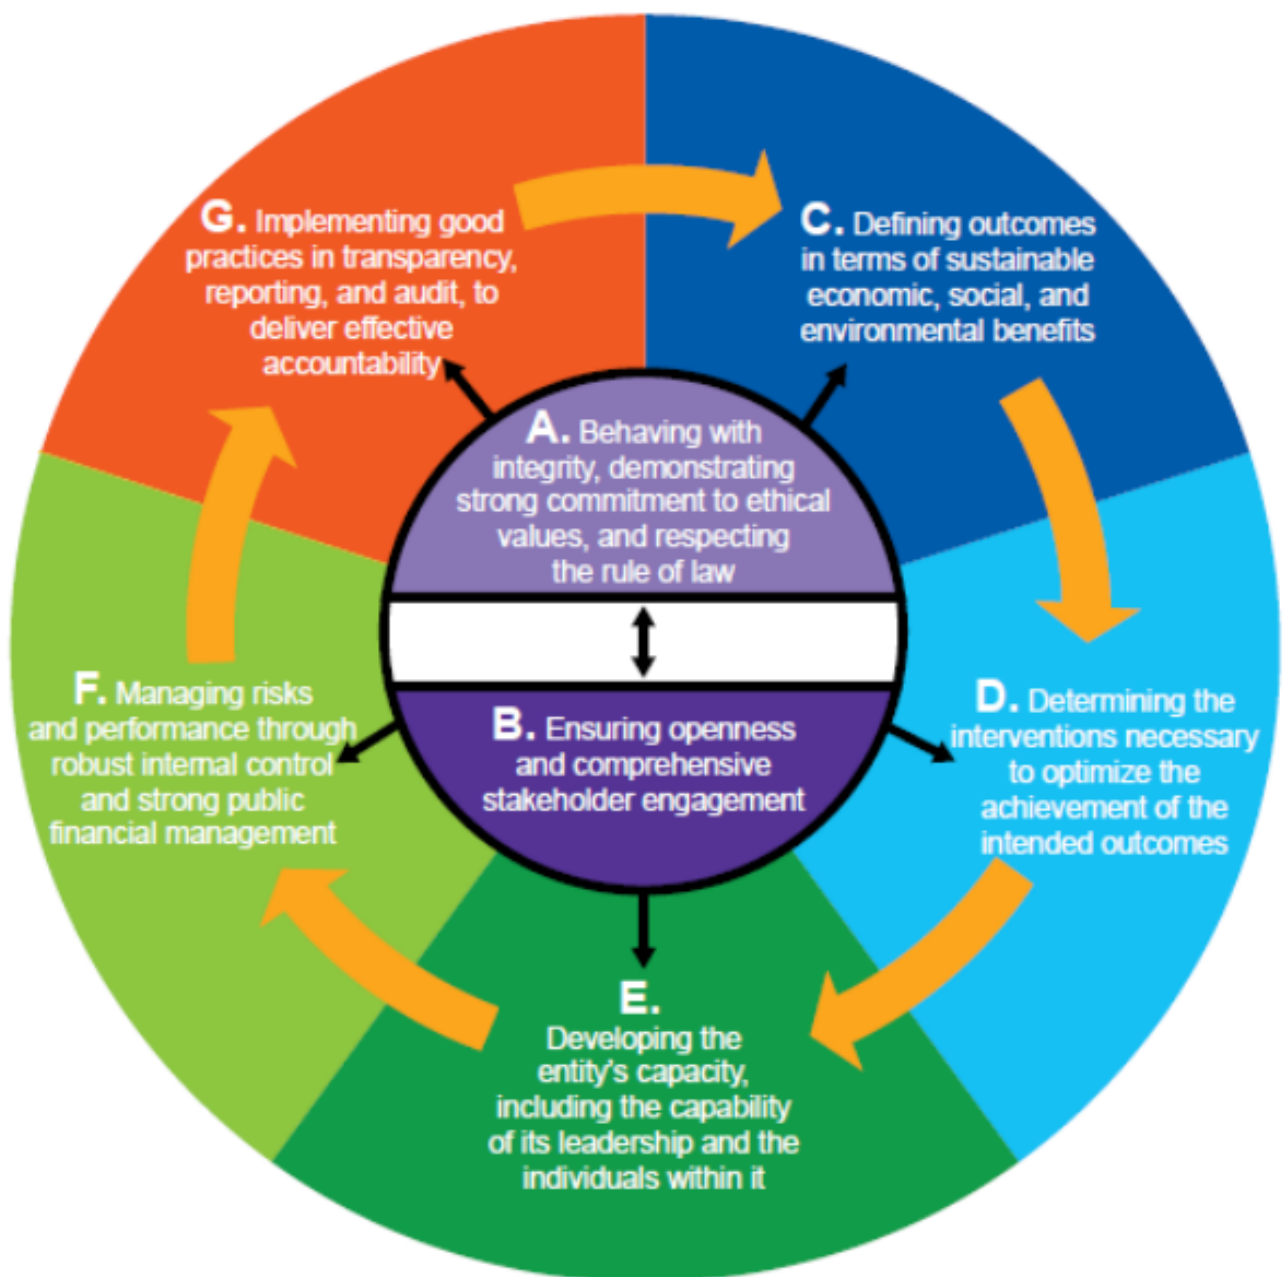 G. Implementing good
practices in transparency,
reporting, and audit, to
deliver effective
accountability
C. Defining outcomes
in terms of sustainable
economic, social, and
environmental benefits
A. Behaving with
integrity, demonstrating
strong commitment to ethical
values, and respecting
the rule of law
F. Managing risks
and performance through
robust internal control
and strong public
financial management
B. Ensuring openness
and comprehensive
stakeholder engagement
D. Determining the
interventions necessary
to optimize the
achievement of the
intended outcomes
E.
Developing the
entity's capacity,
including the capability
of its leadership and the
individuals within it